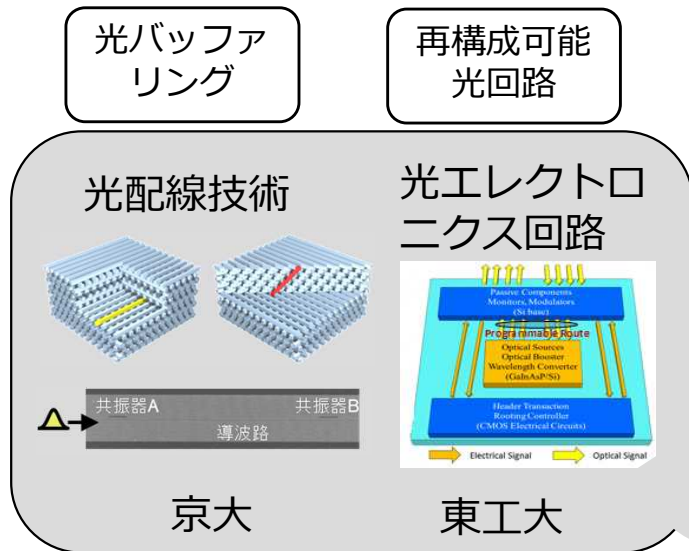 光バッファ
リング
再構成可能
光回路
光配線技術
光エレクトロ
ニクス回路
共振器A
共振器B
導波路
Passive Components
Monitors, Modulators
(Si base)
Programmable Route
Optical Sources
Optical Booster
Wavelength Converter
(GaInAsP/Si)
Header Transaction
Rooting Controller
(CMOS Electrical Circuits)
Electrical Signal
Optical Signal
京大
東工大